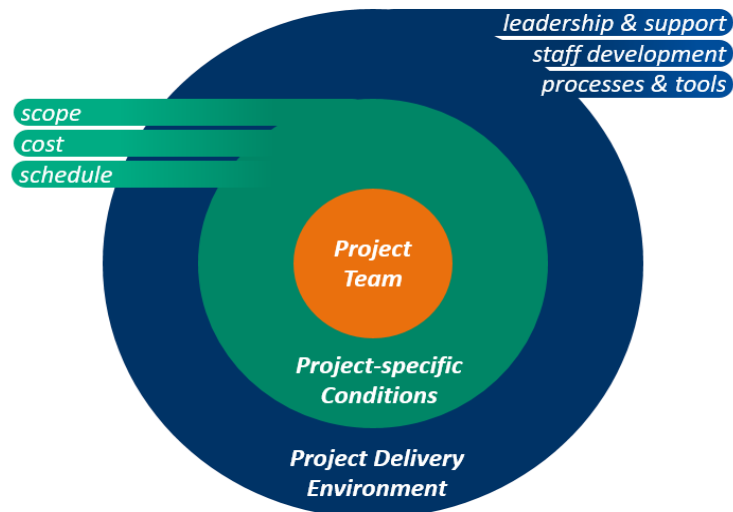 leadership & support
staff development
processes & tools
scope
cost
schedule
Project
Team
Project-specific
Conditions
Project Delivery
Environment